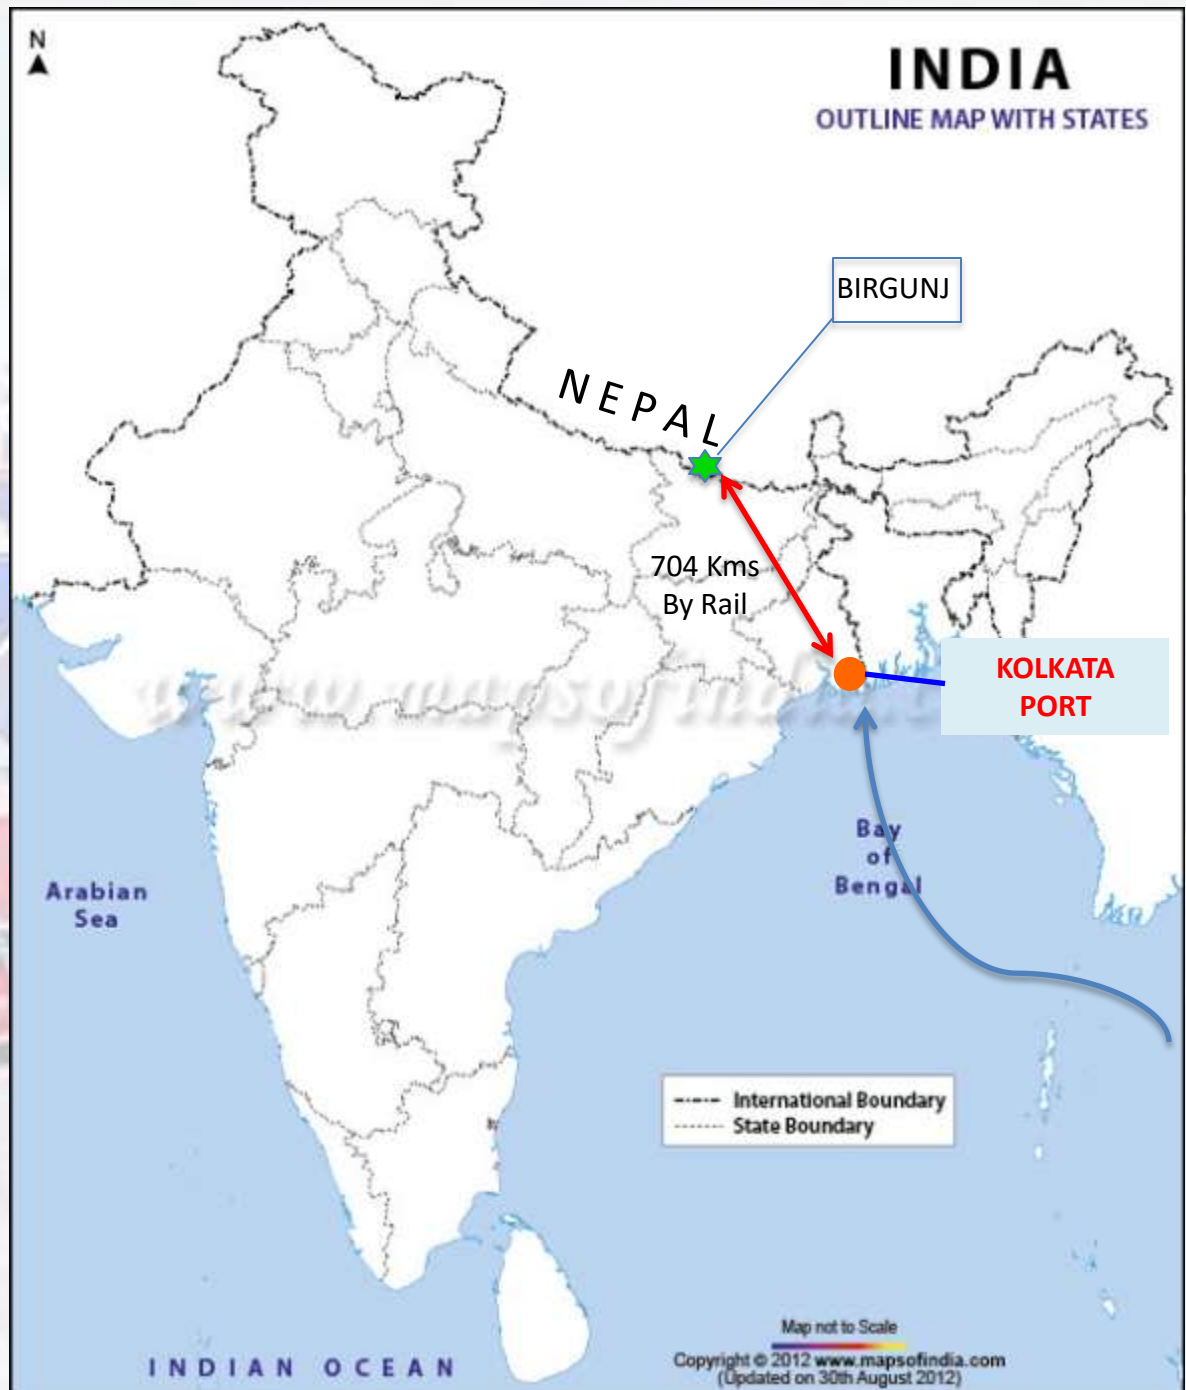 N
INDIA
OUTLINE MAP WITH STATES
BIRGUNJ
NEPAL
704 Kms
By Rail
www.mapsofindia.c
KOLKATA
PORT
Bay
of
Bengal
Arabian
Sea
International Boundary
State Boundary
Map not to Scale
INDIAN OCEAN
Copyright © 2012 www.mapsofindia.com
(Updated on 30th August 2012)